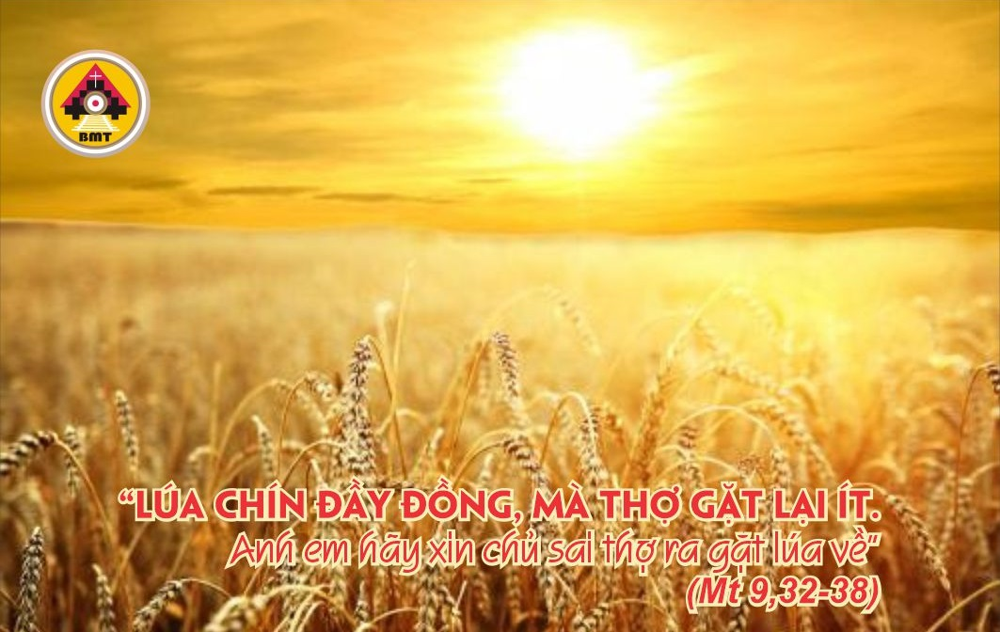 BMT
“LÚA CHÍN ĐẦY ĐỒNG, MÀ THỢ GẶT LẠI ÍT.
Anh em hãy xin chủ sai thợ ra gặt lúa về”
(Mt 9,32-38)